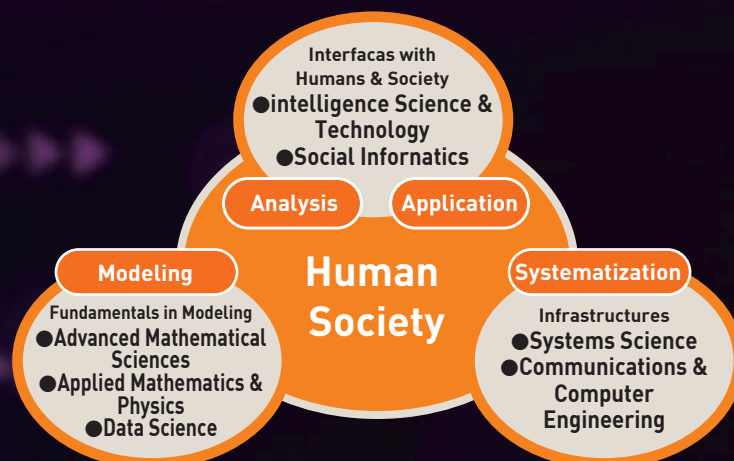 Interfacas with
Humans & Society
●intelligence Science &
Technology
●Social Infornatics
Analysis
Application
Human
Society
Modeling
Fundamentals in Modeling
●Advanced Mathematical
Sciences
●Applied Mathematics &
Physics
●Data Science
Systematization
Infrastructures
●Systems Science
●Communications &
Computer
Engineering